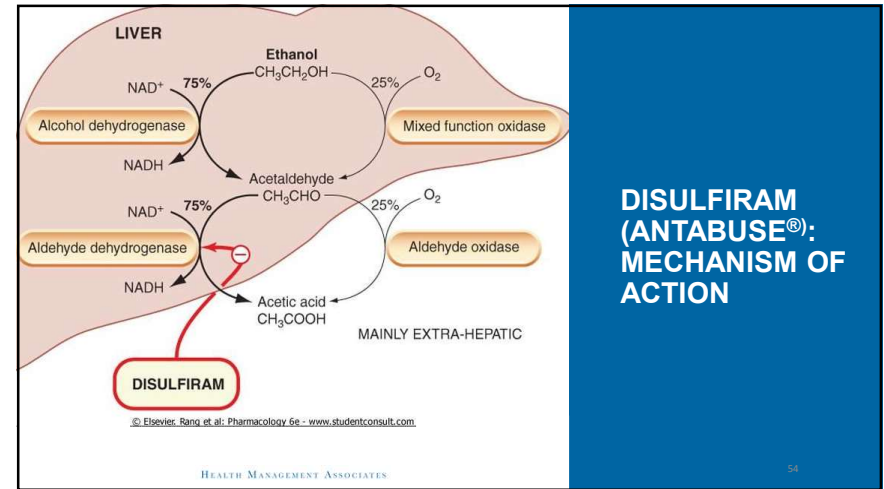 LIVER
Ethanol
CH₃CH₂OH
NAD⁺
75%
25%
O₂
Alcohol dehydrogenase
Mixed function oxidase
NADH
Acetaldehyde
CH₃CHO
NAD⁺
75%
25%
O₂
Aldehyde dehydrogenase
−
Aldehyde oxidase
NADH
Acetic acid
CH₃COOH
MAINLY EXTRA-HEPATIC
DISULFIRAM
© Elsevier. Rang et al: Pharmacology 6e - www.studentconsult.com
HEALTH MANAGEMENT ASSOCIATES
DISULFIRAM
(ANTABUSE®):
MECHANISM OF
ACTION
54